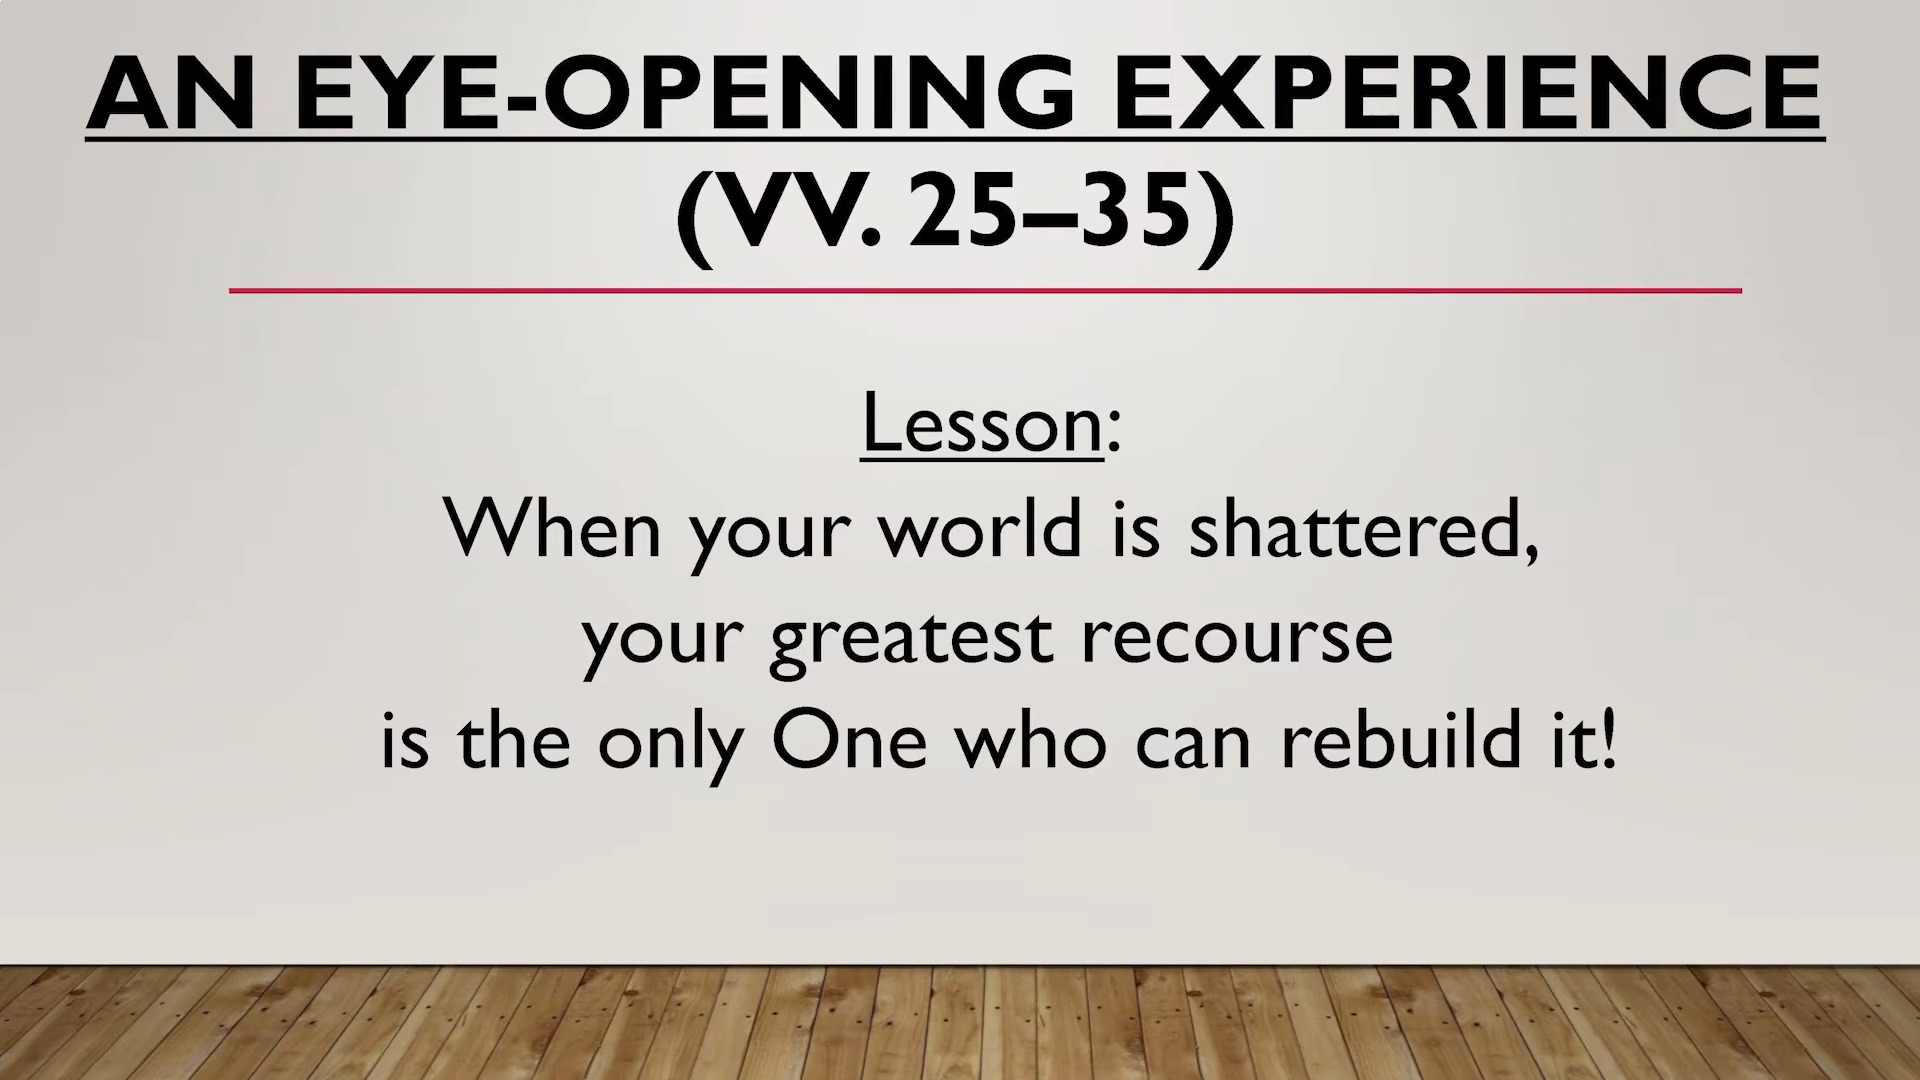 AN EYE-OPENING EXPERIENCE
(VV. 25–35)
Lesson:
When your world is shattered,
your greatest recourse
is the only One who can rebuild it!